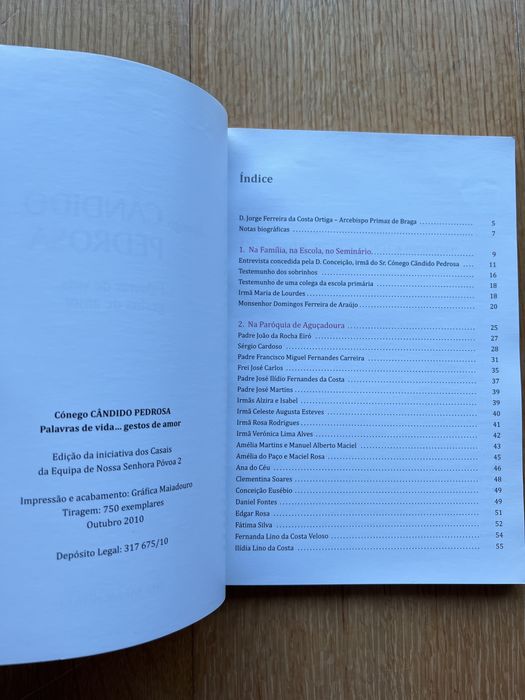 Cónego CÂNDIDO PEDROSA
Palavras de vida... gestos de amor
Edição da iniciativa dos Casais
da Equipa de Nossa Senhora Póvoa 2
Impressão e acabamento: Gráfica Maiadouro
Tiragem: 750 exemplares
Outubro 2010
Depósito Legal: 317 675/10
Índice
D. Jorge Ferreira da Costa Ortiga – Arcebispo Primaz de Braga 5
Notas biográficas 7
1. Na Família, na Escola, no Seminário. 9
Entrevista concedida pela D. Conceição, irmã do Sr. Cónego Cândido Pedrosa 11
Testemunho dos sobrinhos 16
Testemunho de uma colega da escola primária 18
Irmã Maria de Lourdes 18
Monsenhor Domingos Ferreira de Araújo 20
2. Na Paróquia de Aguçadoura 25
Padre João da Rocha Eiró 27
Sérgio Cardoso 28
Padre Francisco Miguel Fernandes Carreira 31
Frei José Carlos 35
Padre José Ilídio Fernandes da Costa 37
Padre José Martins 39
Irmãs Alzira e Isabel 39
Irmã Celeste Augusta Esteves 40
Irmã Rosa Rodrigues 41
Irmã Verónica Lima Alves 42
Amélia Martins e Manuel Alberto Maciel 43
Amélia do Paço e Maciel Rosa 45
Ana do Céu 46
Clementina Soares 48
Conceição Eusébio 49
Daniel Fontes 49
Edgar Rosa 51
Fátima Silva 52
Fernanda Lino da Costa Veloso 54
Ilídia Lino da Costa 55